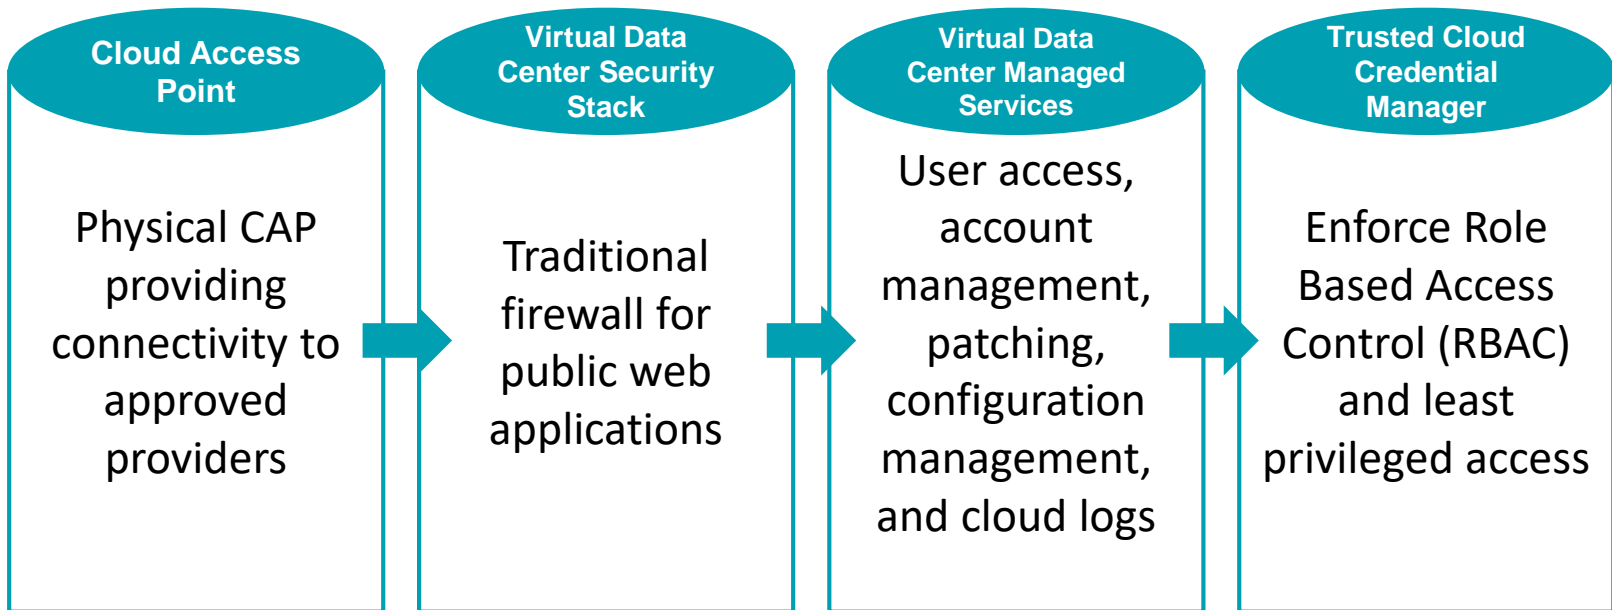 Cloud Access
Point
Physical CAP
providing
connectivity to
approved
providers
Virtual Data
Center Security
Stack
Traditional
firewall for
public web
applications
Virtual Data
Center Managed
Services
User access,
account
management,
patching,
configuration
management,
and cloud logs
Trusted Cloud
Credential
Manager
Enforce Role
Based Access
Control (RBAC)
and least
privileged access